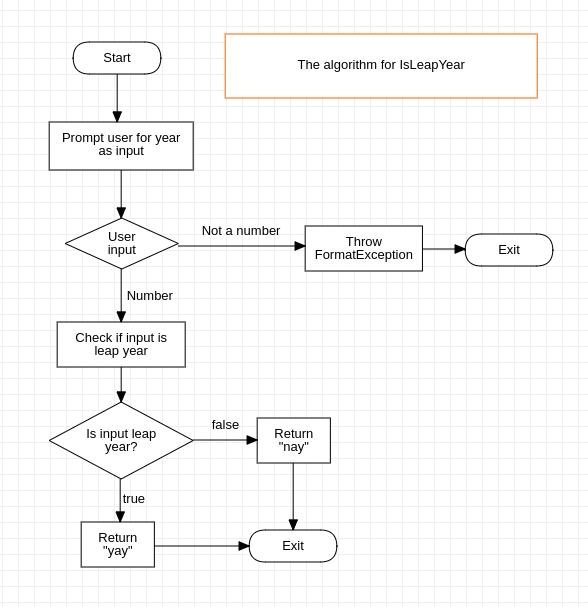 Start
The algorithm for IsLeapYear
Prompt user for year
as input
User
input
Not a number
Throw
FormatException
Exit
Number
Check if input is
leap year
Is input leap
year?
false
Return
"nay"
true
Return
"yay"
Exit